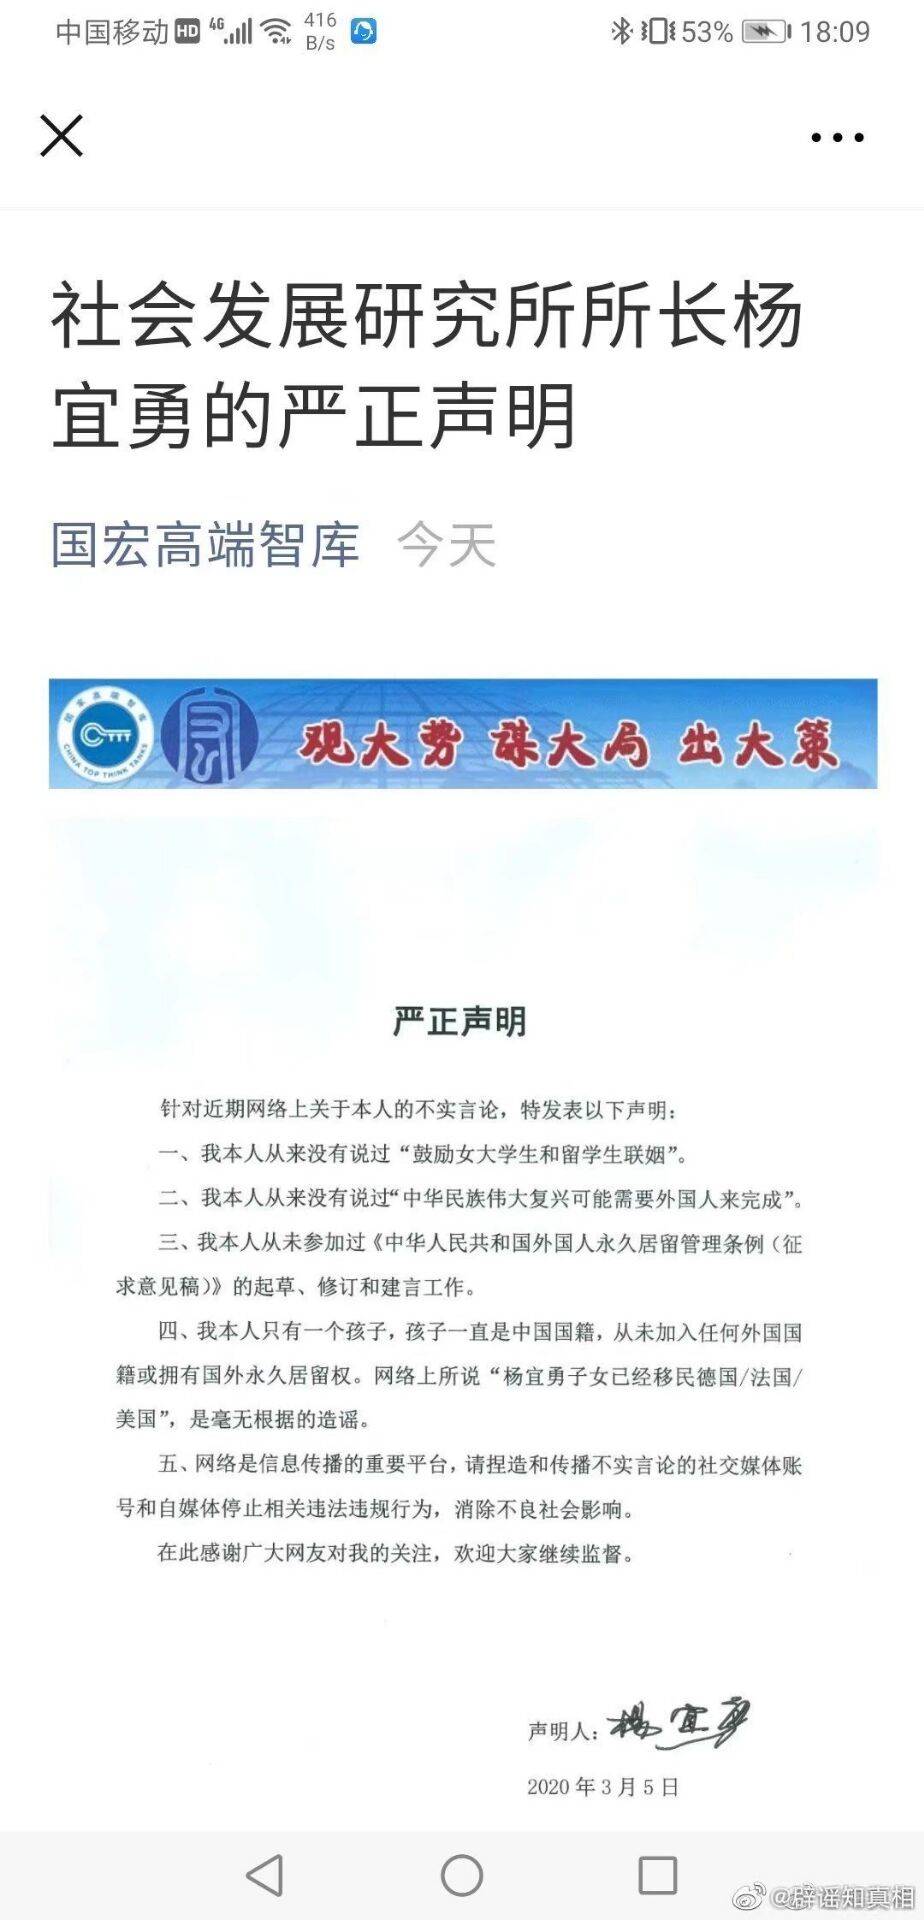 中国移动 HD 4G 416 B/s 53% 18:09
社会发展研究所所长杨
宜勇的严正声明
国宏高端智库 今天
国家高端智库
CHINA TOP THINK TANKS
观大势 谋大局 出大策
严正声明
针对近期网络上关于本人的不实言论，特发表以下声明：
一、我本人从来没有说过“鼓励女大学生和留学生联姻”。
二、我本人从来没有说过“中华民族伟大复兴可能需要外国人来完成”。
三、我本人从未参加过《中华人民共和国外国人永久居留管理条例（征
求意见稿）》的起草、修订和建言工作。
四、我本人只有一个孩子，孩子一直是中国国籍，从未加入任何外国国
籍或拥有国外永久居留权。网络上所说“杨宜勇子女已经移民德国/法国/
美国”，是毫无根据的造谣。
五、网络是信息传播的重要平台，请捏造和传播不实言论的社交媒体账
号和自媒体停止相关违法违规行为，消除不良社会影响。
在此感谢广大网友对我的关注，欢迎大家继续监督。
声明人：杨宜勇
2020 年 3 月 5 日
@辟谣知真相